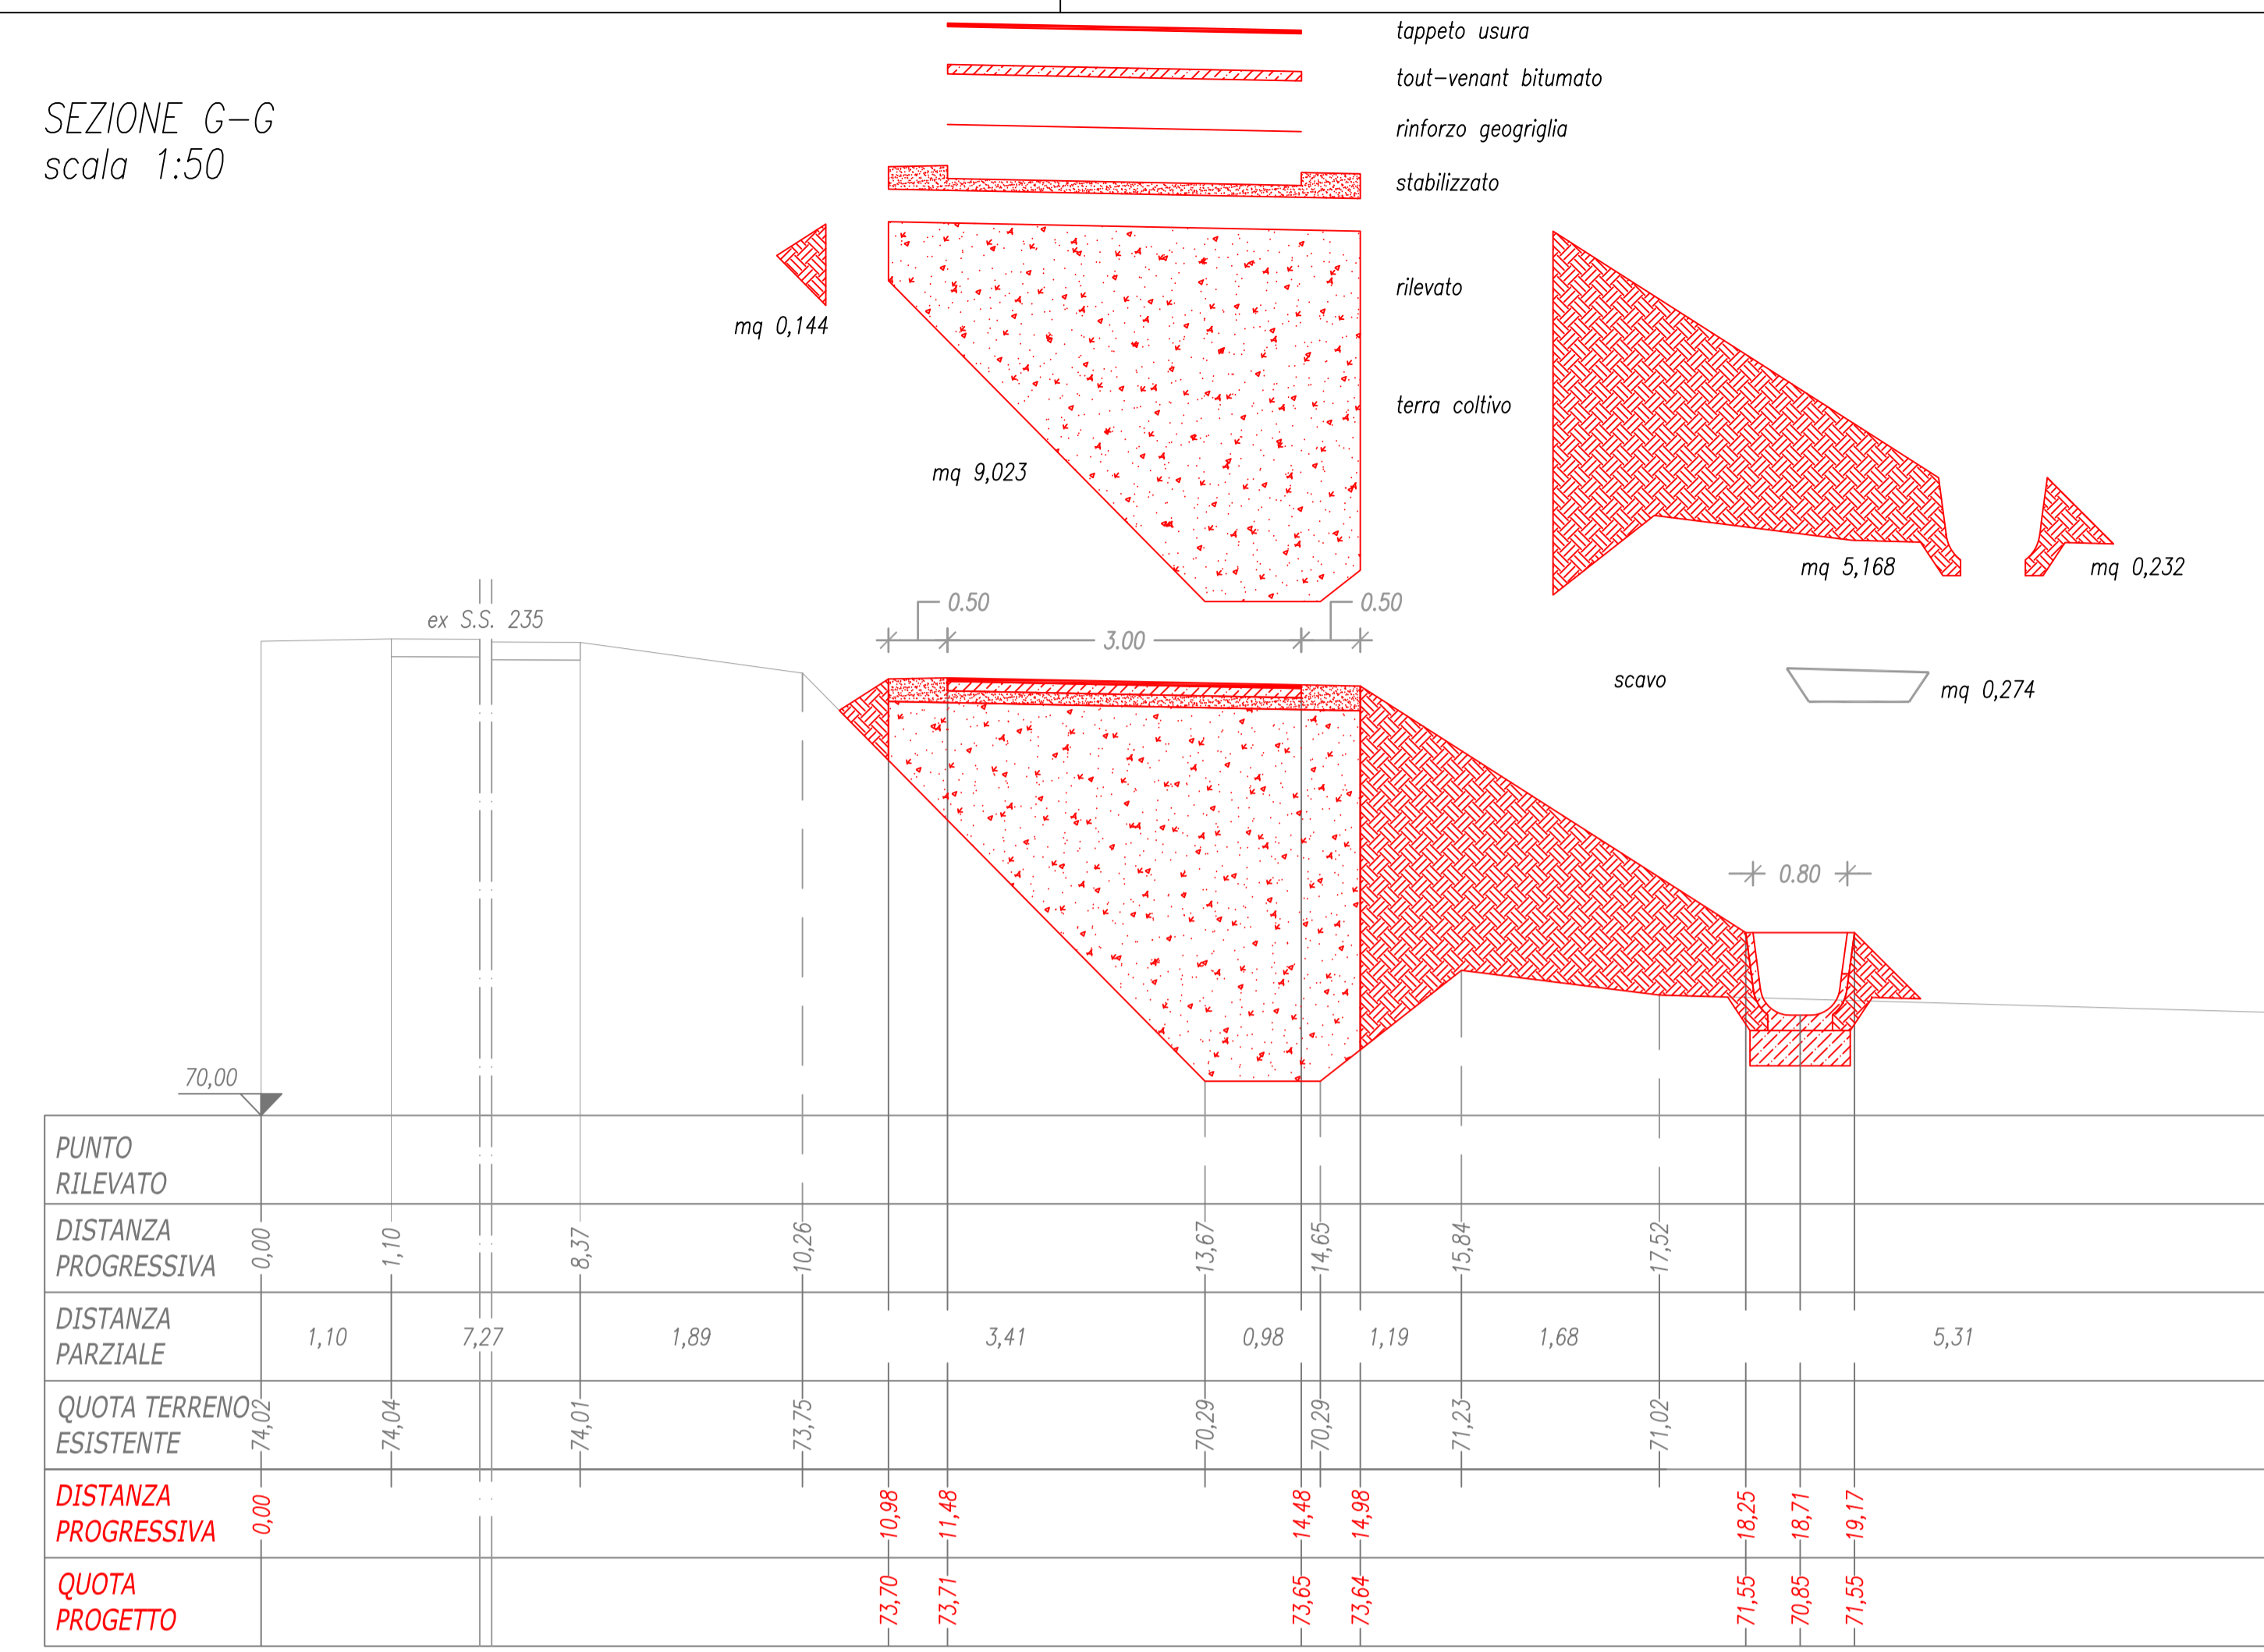 tappeto usura
tout-venant bitumato
SEZIONE G-G
scala 1:50
rinforzo geogriglia
stabilizzato
rilevato
mq 0,144
terra coltivo
mq 9,023
mq 5,168
mq 0,232
ex S.S. 235
0.50
3.00
0.50
scavo
mq 0,274
0.80
70,00
PUNTO
RILEVATO
DISTANZA
PROGRESSIVA
0,00 1,10 8,37 10,26 13,67 14,65 15,84 17,52
DISTANZA
PARZIALE
1,10 7,27 1,89 3,41 0,98 1,19 1,68 5,31
QUOTA TERRENO
ESISTENTE
74,02 74,04 74,01 73,75 70,29 70,29 71,23 71,02
DISTANZA
PROGRESSIVA
0,00 10,98 11,48 14,48 14,98 18,25 18,71 19,17
QUOTA
PROGETTO
73,70 73,71 73,65 73,64 71,55 70,85 71,55